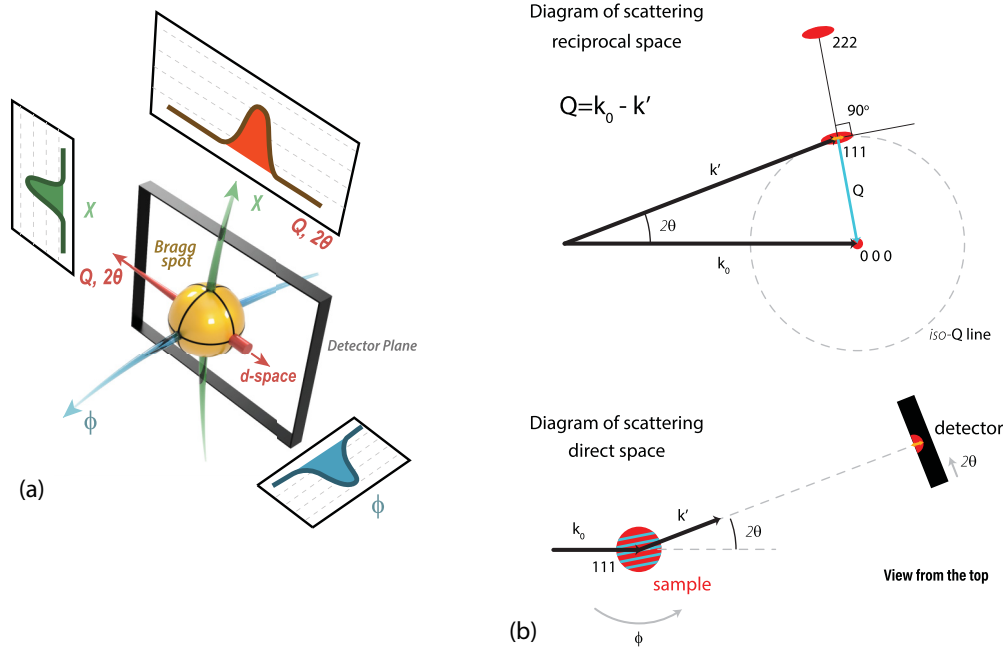 Q, 2θ
χ
χ
Bragg
spot
Q, 2θ
Detector Plane
d-space
ϕ
ϕ
(a)
Diagram of scattering
reciprocal space
222
Q=k₀ - k’
90°
111
k’
Q
2θ
k₀
0 0 0
iso-Q line
Diagram of scattering
direct space
detector
2θ
k₀
k’
2θ
111
sample
View from the top
ϕ
(b)